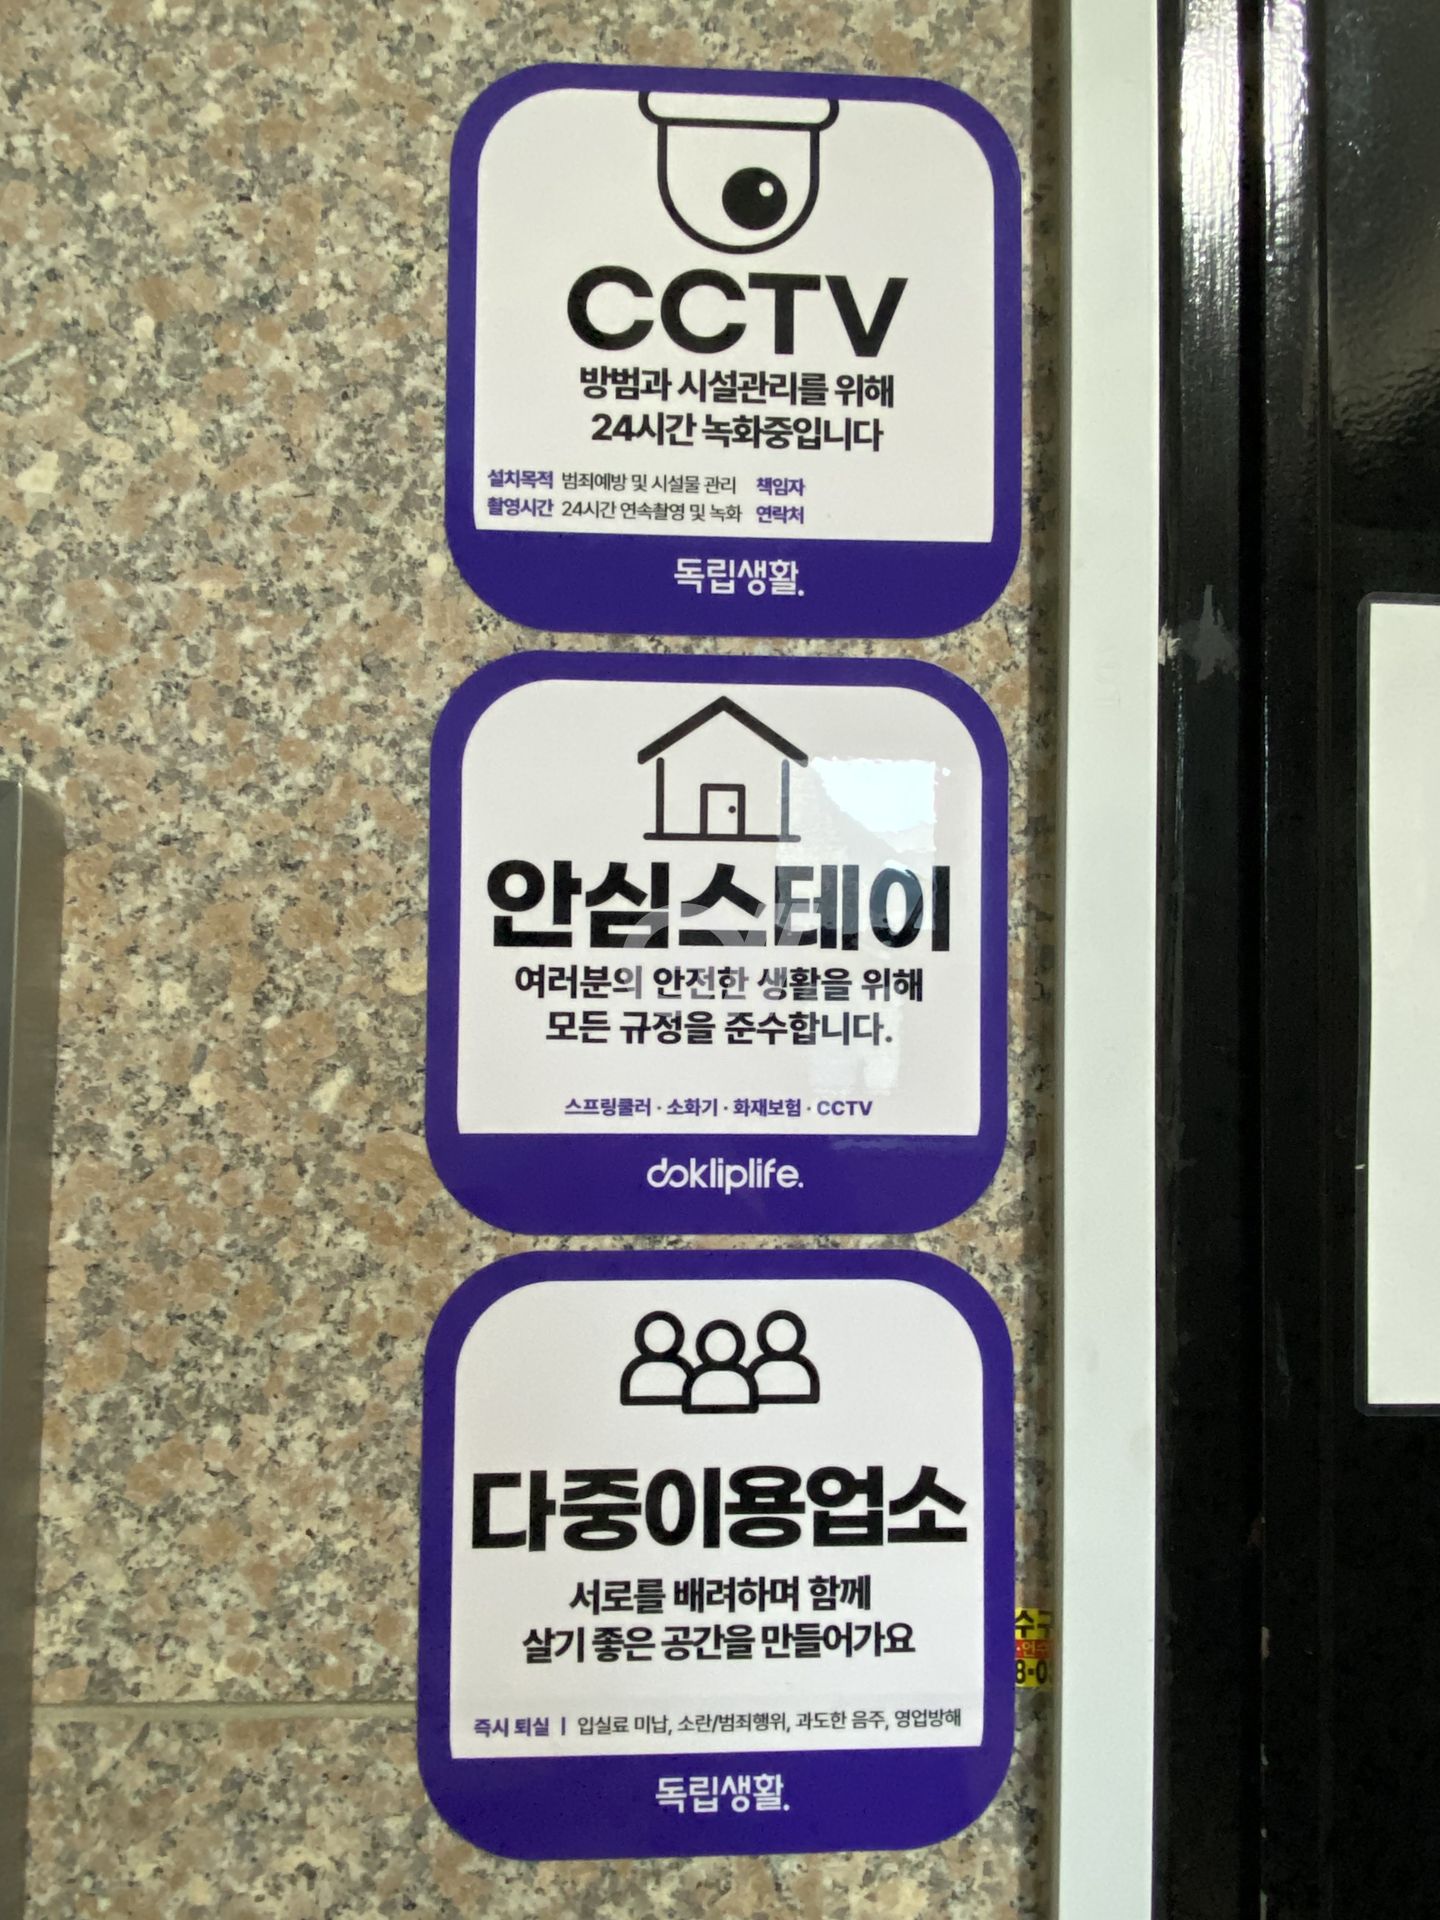 CCTV
방범과 시설관리를 위해
24시간 녹화중입니다
설치목적 범죄예방 및 시설물 관리 책임자
촬영시간 24시간 연속촬영 및 녹화 연락처
독립생활.
안심스테이
여러분의 안전한 생활을 위해
모든 규정을 준수합니다.
스프링쿨러 · 소화기 · 화재보험 · CCTV
dokliplife.
다중이용업소
서로를 배려하며 함께
살기 좋은 공간을 만들어가요
즉시 퇴실 | 입실료 미납, 소란/범죄행위, 과도한 음주, 영업방해
독립생활.